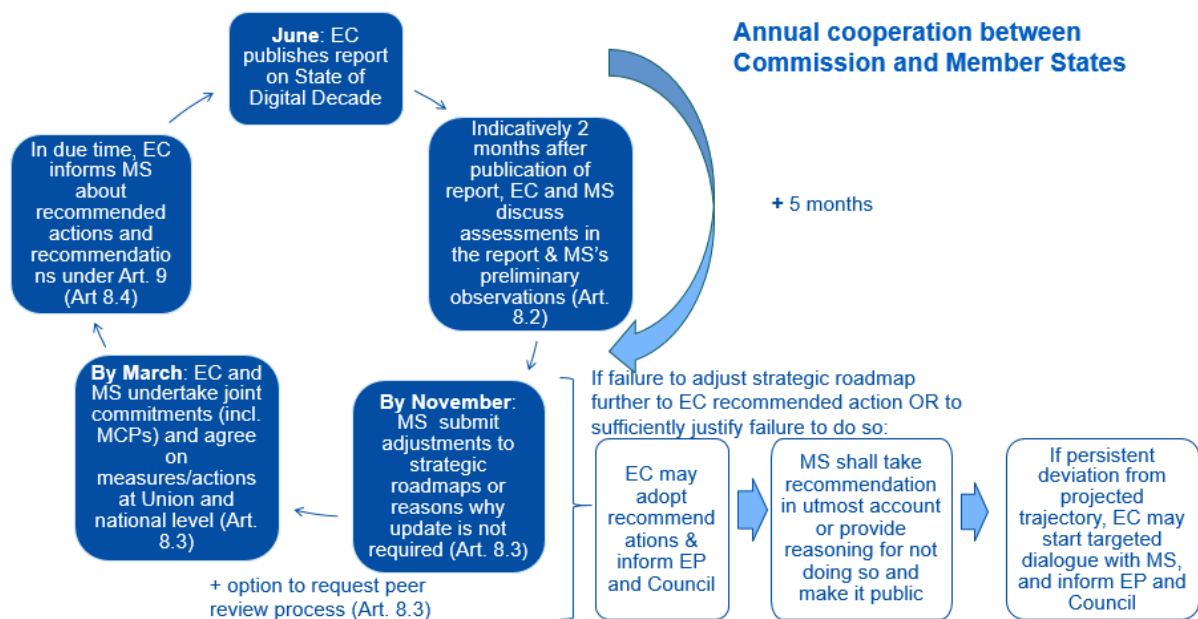 Annual cooperation between
Commission and Member States
June: EC
publishes report
on State of
Digital Decade
Indicatively 2
months after
publication of
report, EC and MS
discuss
assessments in
the report & MS's
preliminary
observations (Art.
8.2)
+ 5 months
By November:
MS submit
adjustments to
strategic
roadmaps or
reasons why
update is not
required (Art. 8.3)
+ option to request peer
review process (Art. 8.3)
By March: EC and
MS undertake joint
commitments (incl.
MCPs) and agree
on
measures/actions
at Union and
national level (Art.
8.3)
In due time, EC
informs MS
about
recommended
actions and
recommendatio
ns under Art. 9
(Art 8.4)
If failure to adjust strategic roadmap
further to EC recommended action OR to
sufficiently justify failure to do so:
EC may
adopt
recommend
ations &
inform EP
and Council
MS shall take
recommendation
in utmost account
or provide
reasoning for not
doing so and
make it public
If persistent
deviation from
projected
trajectory, EC may
start targeted
dialogue with MS,
and inform EP and
Council